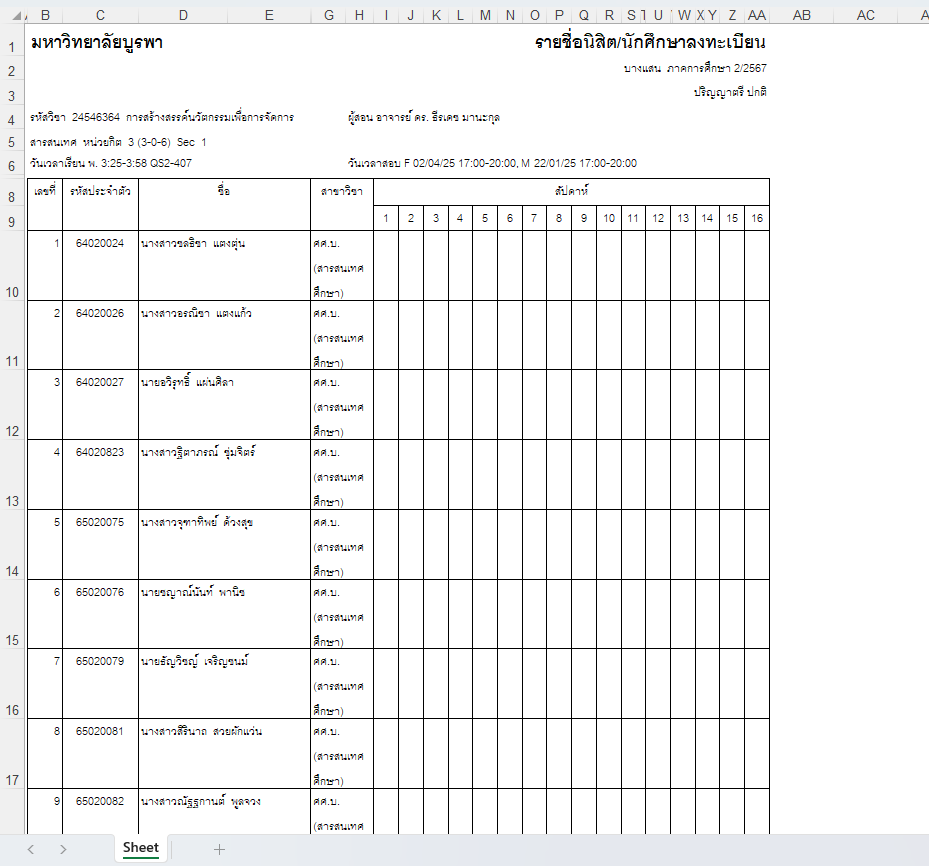 B C D E G H I J K L M N O P Q R S T U W X Y Z AA AB AC A
1 มหาวิทยาลัยบูรพา รายชื่อนิสิต/นักศึกษาลงทะเบียน
2 บางแสน ภาคการศึกษา 2/2567
3 ปริญญาตรี ปกติ
4 รหัสวิชา 24546364 การสร้างสรรค์นวัตกรรมเพื่อการจัดการ ผู้สอน อาจารย์ ดร. ธีรเดช มานะกุล
5 สารสนเทศ หน่วยกิต 3 (3-0-6) Sec 1
6 วันเวลาเรียน พ. 3:25-3:58 QS2-407 วันเวลาสอบ F 02/04/25 17:00-20:00, M 22/01/25 17:00-20:00
8 เลขที่ รหัสประจำตัว ชื่อ สาขาวิชา สัปดาห์
9 1 2 3 4 5 6 7 8 9 10 11 12 13 14 15 16
1 64020024 นางสาวชลธิชา แตงตุ่น ศศ.บ.
(สารสนเทศ
10 ศึกษา)
2 64020026 นางสาวอรณิชา แตงแก้ว ศศ.บ.
(สารสนเทศ
11 ศึกษา)
3 64020027 นายอวิรุทธิ์ แผ่นศิลา ศศ.บ.
(สารสนเทศ
12 ศึกษา)
4 64020823 นางสาวฐิตาภรณ์ ชุ่มจิตร์ ศศ.บ.
(สารสนเทศ
13 ศึกษา)
5 65020075 นางสาวจุฑาทิพย์ ด้วงสุข ศศ.บ.
(สารสนเทศ
14 ศึกษา)
6 65020076 นายชญาณ์นันท์ พานิช ศศ.บ.
(สารสนเทศ
15 ศึกษา)
7 65020079 นายธัญวิชญ์ เจริญชนม์ ศศ.บ.
(สารสนเทศ
16 ศึกษา)
8 65020081 นางสาวสิรินาถ สวยผักแว่น ศศ.บ.
(สารสนเทศ
17 ศึกษา)
9 65020082 นางสาวณัฐฐกานต์ พูลจวง ศศ.บ.
(สารสนเทศ
Sheet